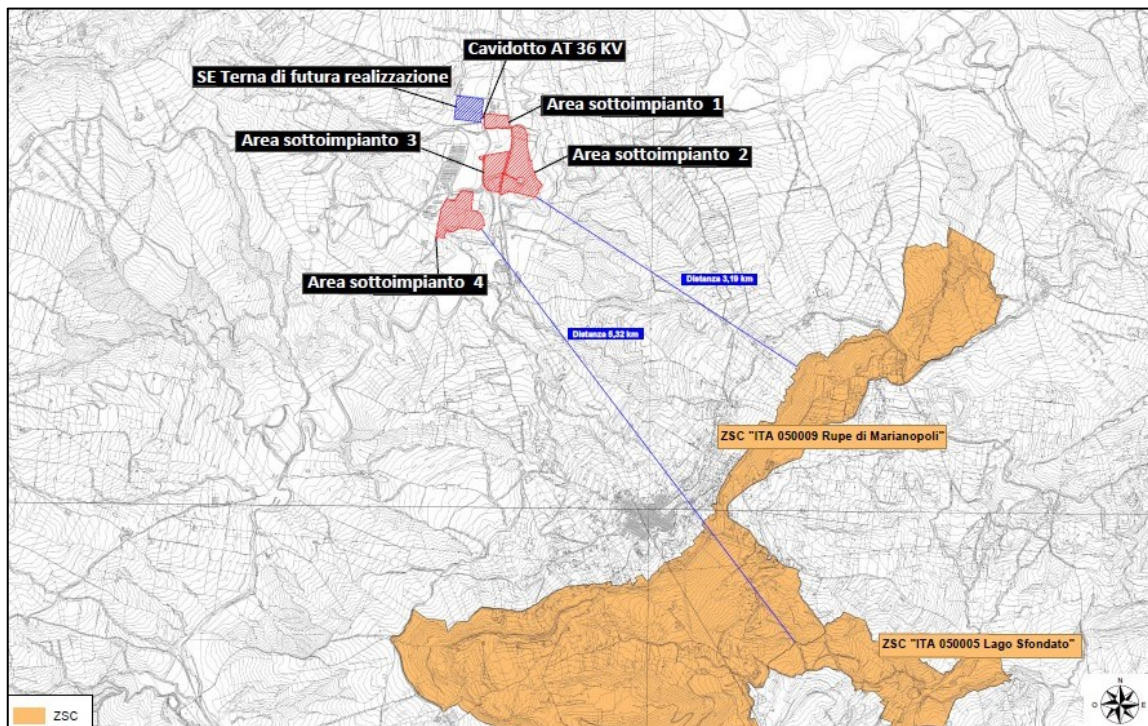 Cavidotto AT 36 KV
SE Terna di futura realizzazione
Area sottoimpianto 1
Area sottoimpianto 3
Area sottoimpianto 2
Area sottoimpianto 4
Distanza 3,19 km
Distanza 5,32 km
ZSC "ITA 050009 Rupe di Marianopoli"
ZSC "ITA 050005 Lago Sfondato"
ZSC
N
O